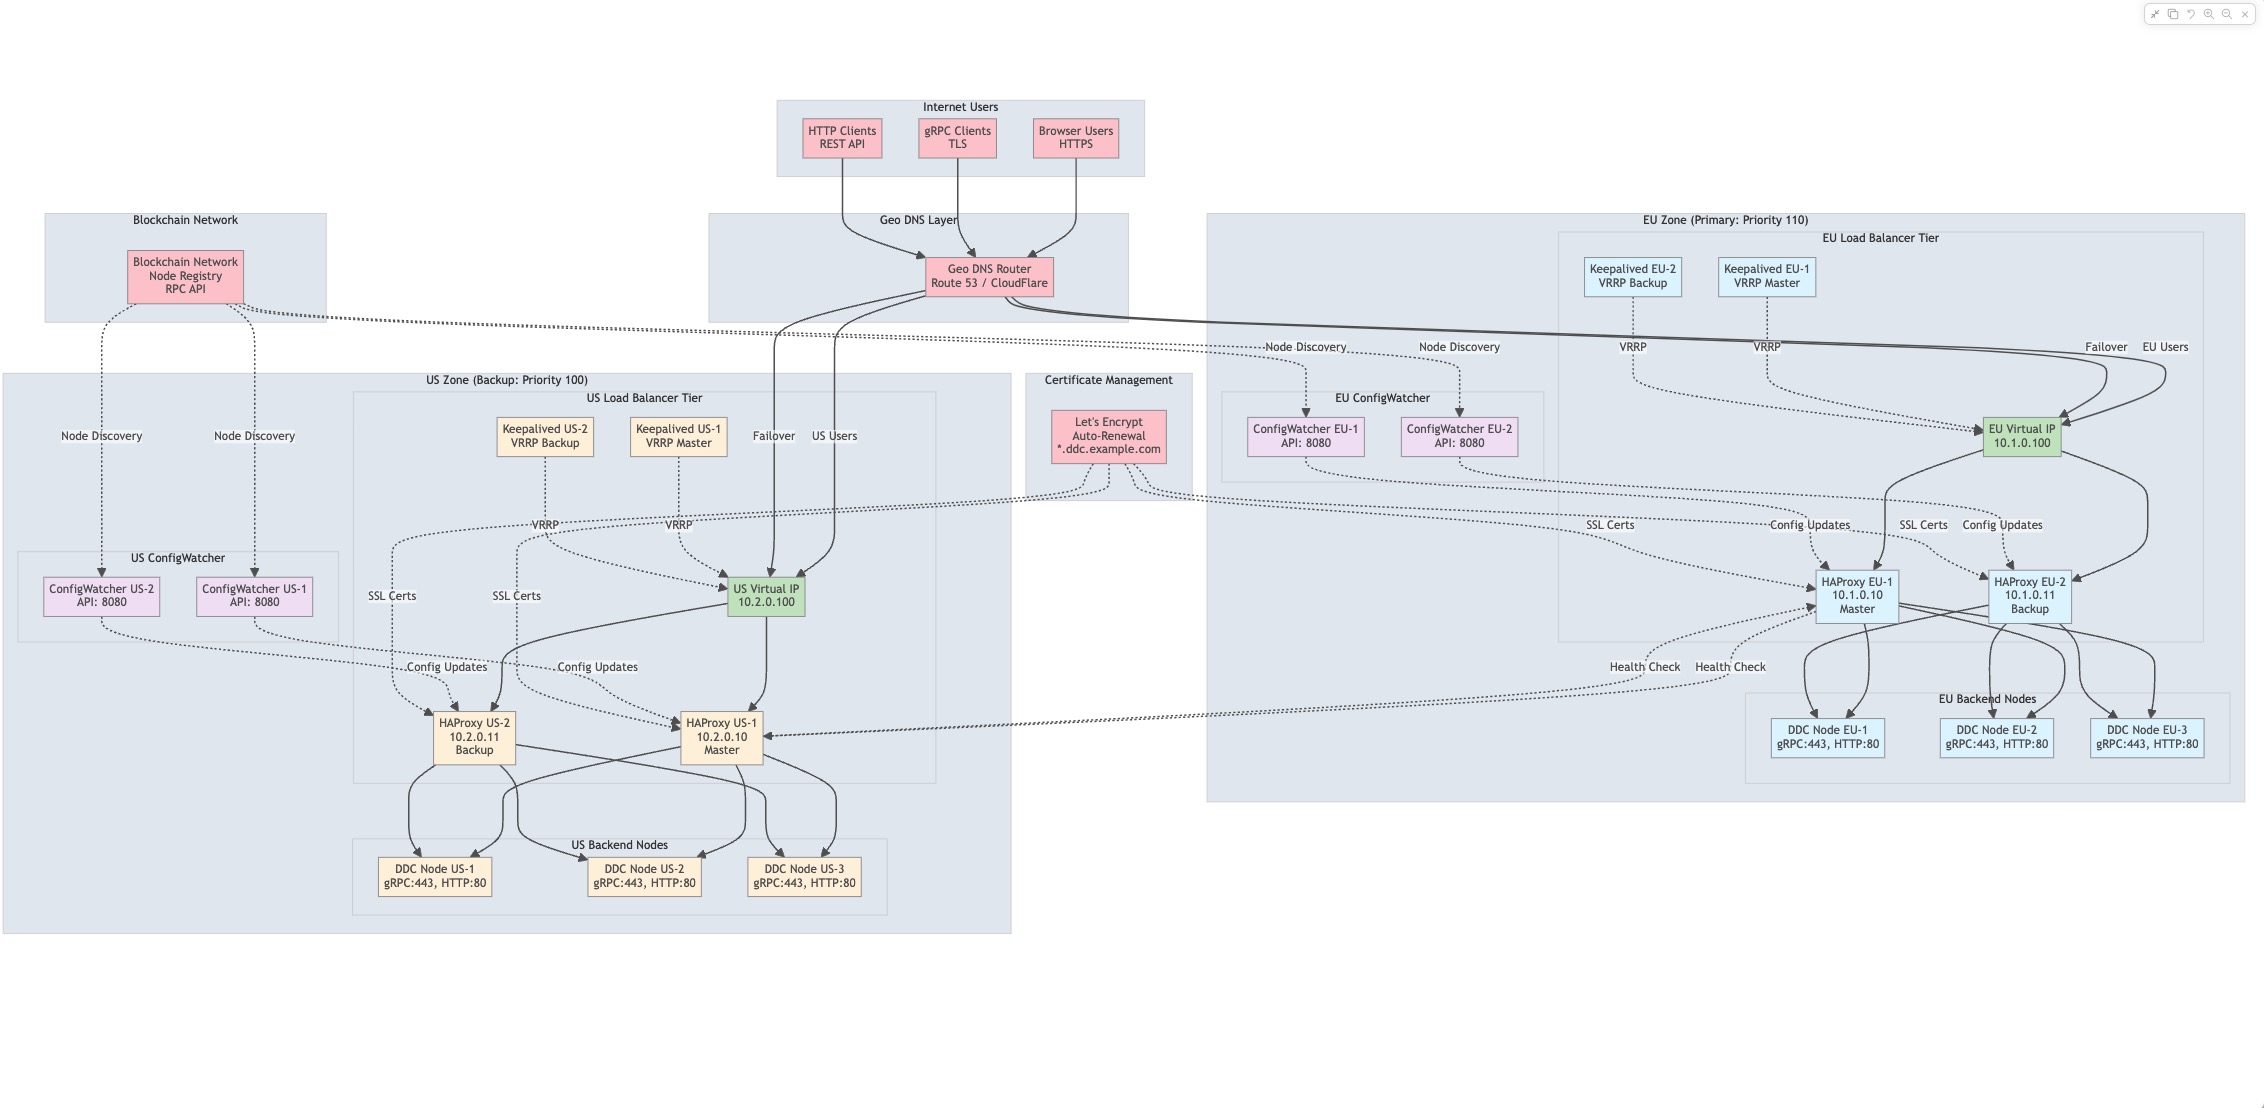 Internet Users
HTTP Clients
REST API
gRPC Clients
TLS
Browser Users
HTTPS
Blockchain Network
Blockchain Network
Node Registry
RPC API
Geo DNS Layer
Geo DNS Router
Route 53 / CloudFlare
EU Zone (Primary: Priority 110)
EU Load Balancer Tier
Keepalived EU-2
VRRP Backup
Keepalived EU-1
VRRP Master
Node Discovery
Node Discovery
VRRP
VRRP
Failover
EU Users
US Zone (Backup: Priority 100)
US Load Balancer Tier
Keepalived US-2
VRRP Backup
Keepalived US-1
VRRP Master
Failover
US Users
Node Discovery
Node Discovery
Certificate Management
Let's Encrypt
Auto-Renewal
*.ddc.example.com
EU ConfigWatcher
ConfigWatcher EU-1
API: 8080
ConfigWatcher EU-2
API: 8080
EU Virtual IP
10.1.0.100
VRRP
VRRP
SSL Certs
Config Updates
SSL Certs
Config Updates
US ConfigWatcher
ConfigWatcher US-2
API: 8080
ConfigWatcher US-1
API: 8080
SSL Certs
SSL Certs
US Virtual IP
10.2.0.100
HAProxy EU-1
10.1.0.10
Master
HAProxy EU-2
10.1.0.11
Backup
Config Updates
Config Updates
Health Check
Health Check
HAProxy US-2
10.2.0.11
Backup
HAProxy US-1
10.2.0.10
Master
EU Backend Nodes
DDC Node EU-1
gRPC:443, HTTP:80
DDC Node EU-2
gRPC:443, HTTP:80
DDC Node EU-3
gRPC:443, HTTP:80
US Backend Nodes
DDC Node US-1
gRPC:443, HTTP:80
DDC Node US-2
gRPC:443, HTTP:80
DDC Node US-3
gRPC:443, HTTP:80